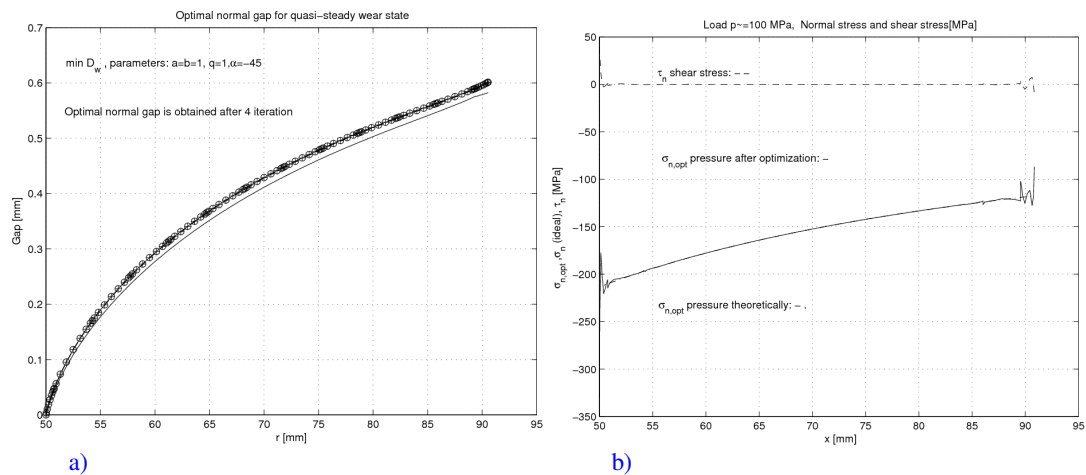 Optimal normal gap for quasi-steady wear state
min D_w , parameters: a=b=1, q=1,α=-45
Optimal normal gap is obtained after 4 iteration
Gap [mm]
0.7
0.6
0.5
0.4
0.3
0.2
0.1
0
50 55 60 65 70 75 80 85 90 95
r [mm]
a)
Load p~=100 MPa, Normal stress and shear stress[MPa]
τ_n shear stress: – –
σ_n,opt pressure after optimization: –
σ_n,opt pressure theoretically: – .
σ_n,opt ,σ_n (ideal), τ_n [MPa]
50
0
−50
−100
−150
−200
−250
−300
−350
50 55 60 65 70 75 80 85 90 95
x [mm]
b)